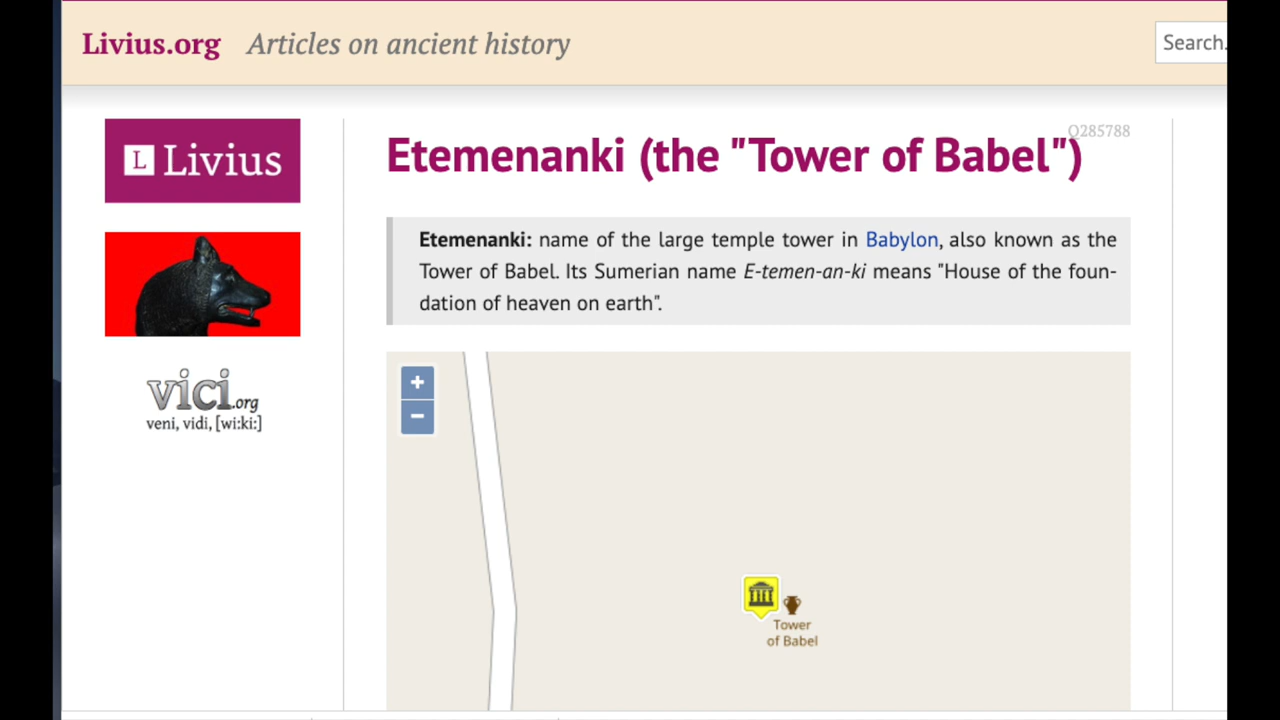 Livius.org Articles on ancient history
Search.
L Livius
vici.org
veni, vidi, [wi:ki:]
Q285788
Etemenanki (the "Tower of Babel")
Etemenanki: name of the large temple tower in Babylon, also known as the
Tower of Babel. Its Sumerian name E-temen-an-ki means "House of the foun-
dation of heaven on earth".
+
−
Tower
of Babel